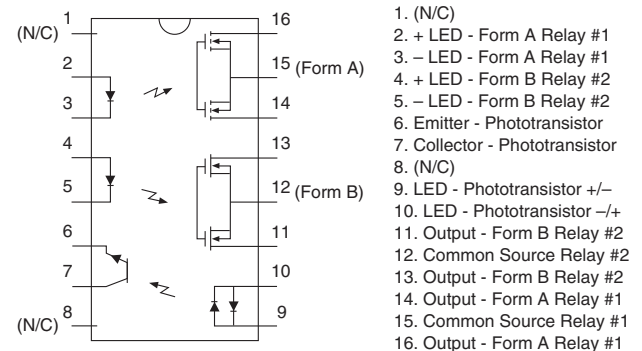 1
(N/C)
2
3
4
5
6
7
8
(N/C)
16
15 (Form A)
14
13
12 (Form B)
11
10
9
1. (N/C)
2. + LED - Form A Relay #1
3. – LED - Form A Relay #1
4. + LED - Form B Relay #2
5. – LED - Form B Relay #2
6. Emitter - Phototransistor
7. Collector - Phototransistor
8. (N/C)
9. LED - Phototransistor +/–
10. LED - Phototransistor –/+
11. Output - Form B Relay #2
12. Common Source Relay #2
13. Output - Form B Relay #2
14. Output - Form A Relay #1
15. Common Source Relay #1
16. Output - Form A Relay #1